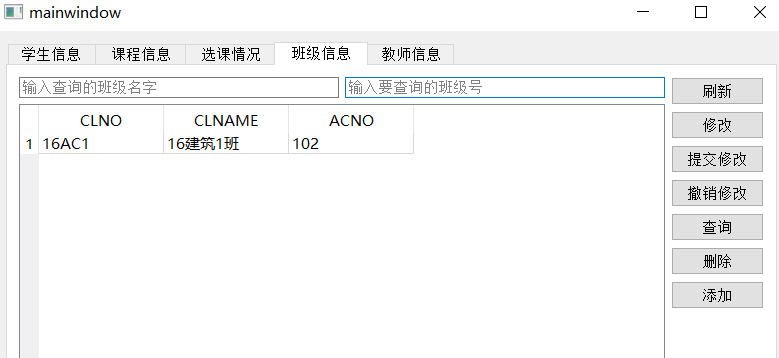 mainwindow
学生信息 课程信息 选课情况 班级信息 教师信息
输入查询的班级名字 输入要查询的班级号 刷新
CLNO CLNAME ACNO
修改
1 16AC1 16建筑1班 102
提交修改
撤销修改
查询
删除
添加